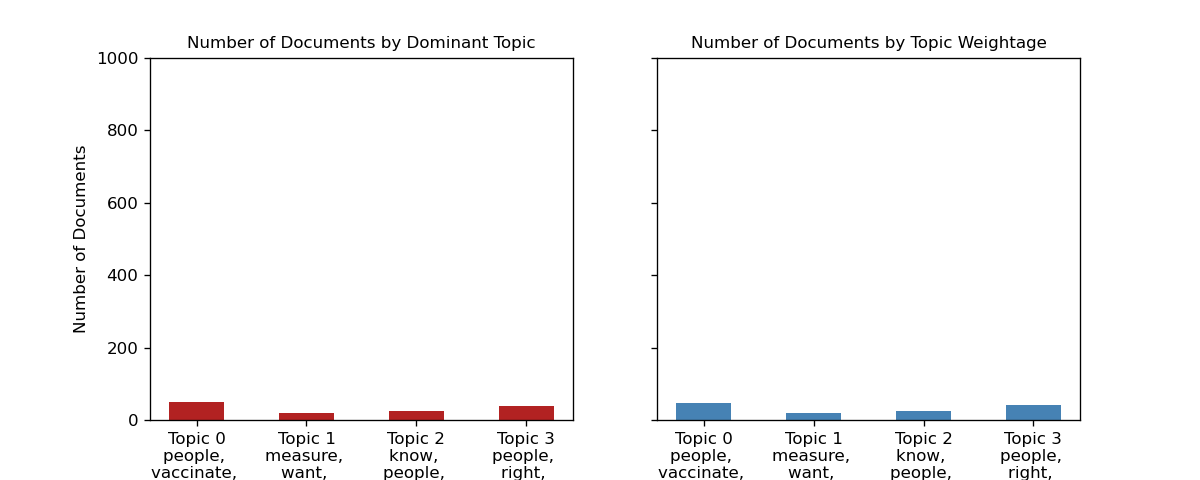 Number of Documents by Dominant Topic
Number of Documents
1000
800
600
400
200
0
Topic 0
people,
vaccinate,
Topic 1
measure,
want,
Topic 2
know,
people,
Topic 3
people,
right,
Number of Documents by Topic Weightage
Topic 0
people,
vaccinate,
Topic 1
measure,
want,
Topic 2
know,
people,
Topic 3
people,
right,